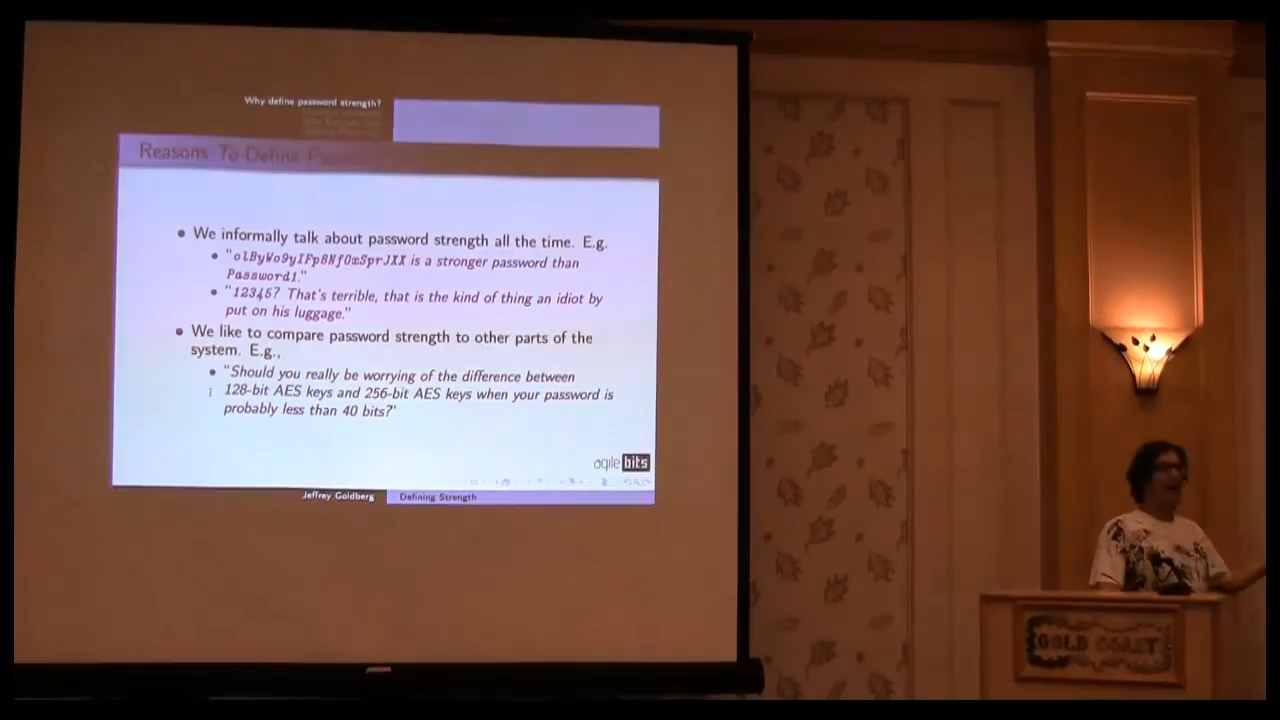 Why define password strength?
Reasons To Define
We informally talk about password strength all the time. E.g.
"olByWo9yIFp8NfOxSprJXX is a stronger password than
Password1."
"12345? That's terrible, that is the kind of thing an idiot by
put on his luggage."
We like to compare password strength to other parts of the
system. E.g.,
"Should you really be worrying of the difference between
128-bit AES keys and 256-bit AES keys when your password is
probably less than 40 bits?'
agile bits
Jeffrey Goldberg Defining Strength
GOLD COAST